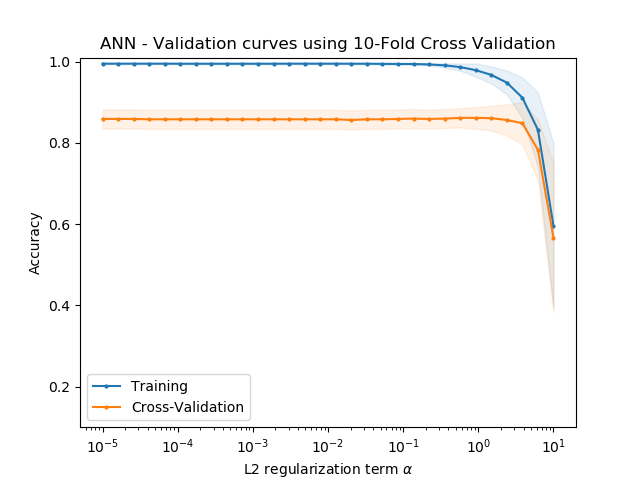 ANN - Validation curves using 10-Fold Cross Validation
1.0
0.8
0.6
0.4
0.2
Accuracy
Training
Cross-Validation
10⁻⁵ 10⁻⁴ 10⁻³ 10⁻² 10⁻¹ 10⁰ 10¹
L2 regularization term α